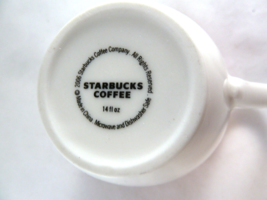 © 2006 Starbucks Coffee Company. All Rights Reserved.
STARBUCKS
COFFEE
14 fl oz
Made in China. Microwave and Dishwasher Safe